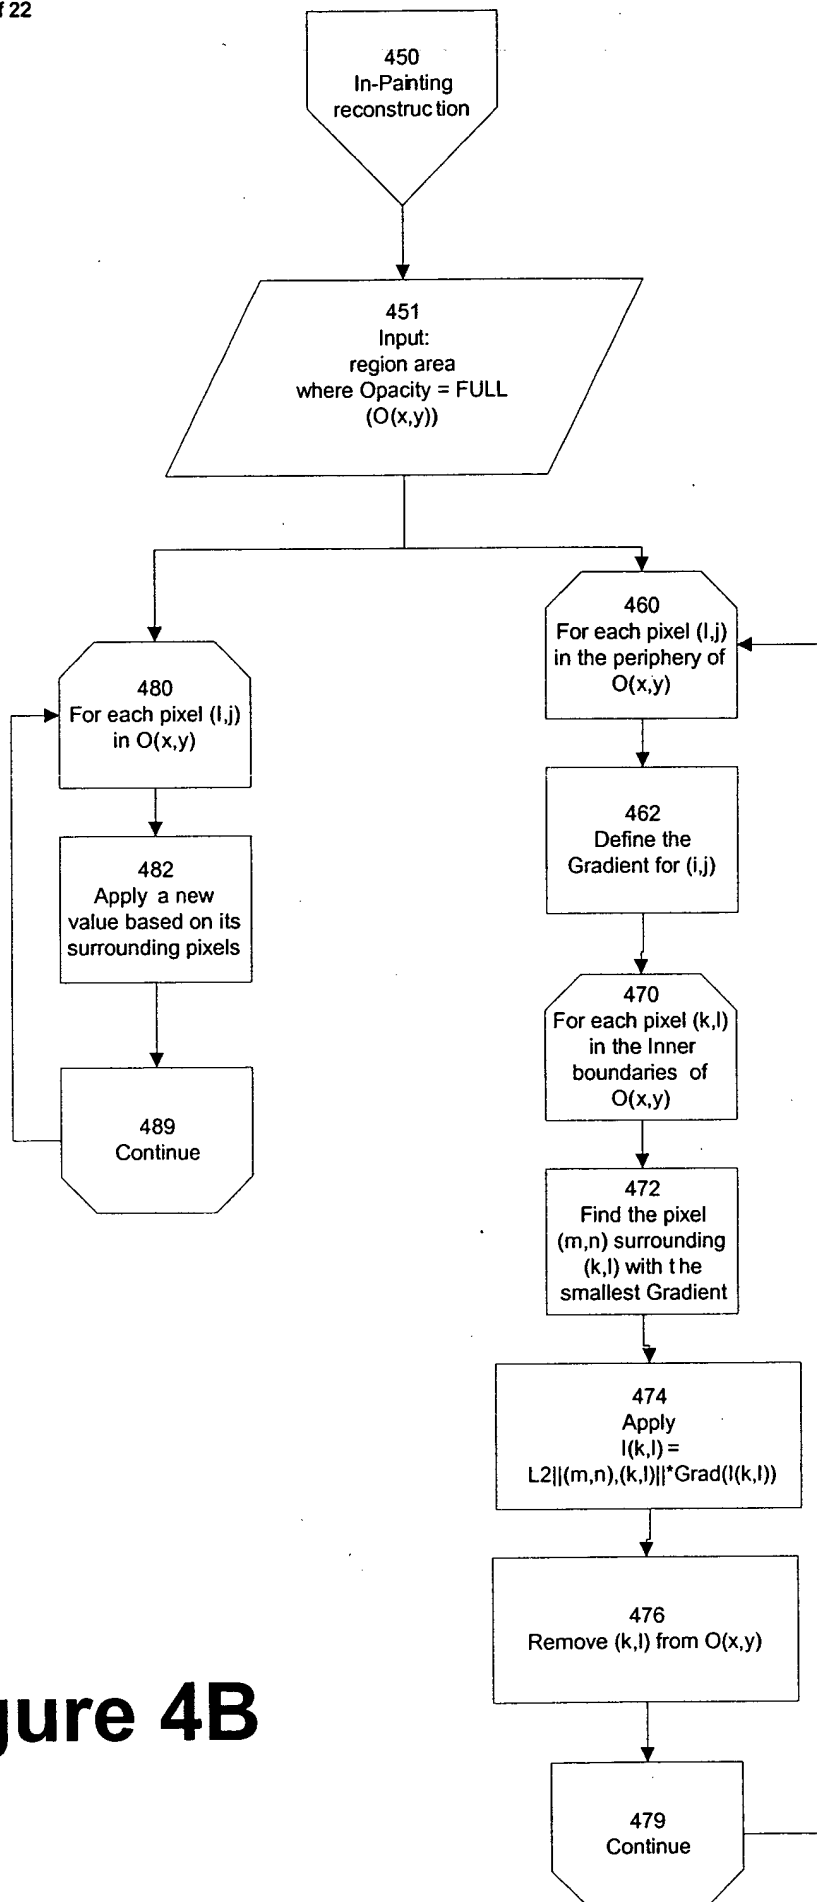 f 22
450
In-Painting
reconstruction
451
Input:
region area
where Opacity = FULL
(O(x,y))
480
For each pixel (I,j)
in O(x,y)
482
Apply a new
value based on its
surrounding pixels
489
Continue
460
For each pixel (I,j)
in the periphery of
O(x,y)
462
Define the
Gradient for (i,j)
470
For each pixel (k,l)
in the Inner
boundaries of
O(x,y)
472
Find the pixel
(m,n) surrounding
(k,l) with the
smallest Gradient
474
Apply
I(k,l) =
L2||(m,n),(k,l)||*Grad(I(k,l))
476
Remove (k,l) from O(x,y)
479
Continue
gure 4B